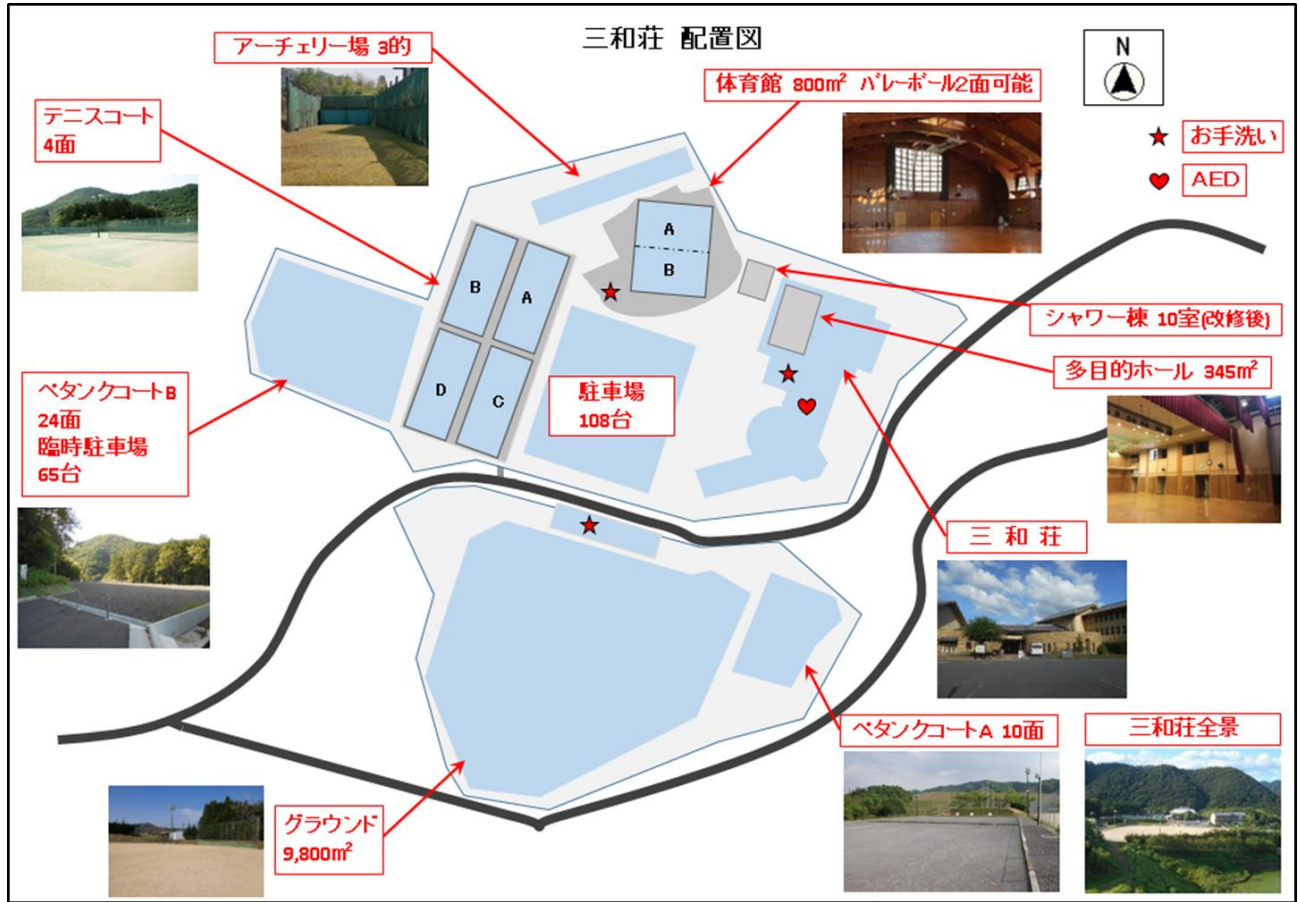 三和荘 配置図
N
アーチェリー場 3的
体育館 800m² バレーボール2面可能
テニスコート
4面
お手洗い
AED
A
B
B
A
D
C
シャワー棟 10室(改修後)
多目的ホール 345m²
ペタンクコートB
24面
臨時駐車場
65台
駐車場
108台
三 和 荘
ペタンクコートA 10面
三和荘全景
グラウンド
9,800m²